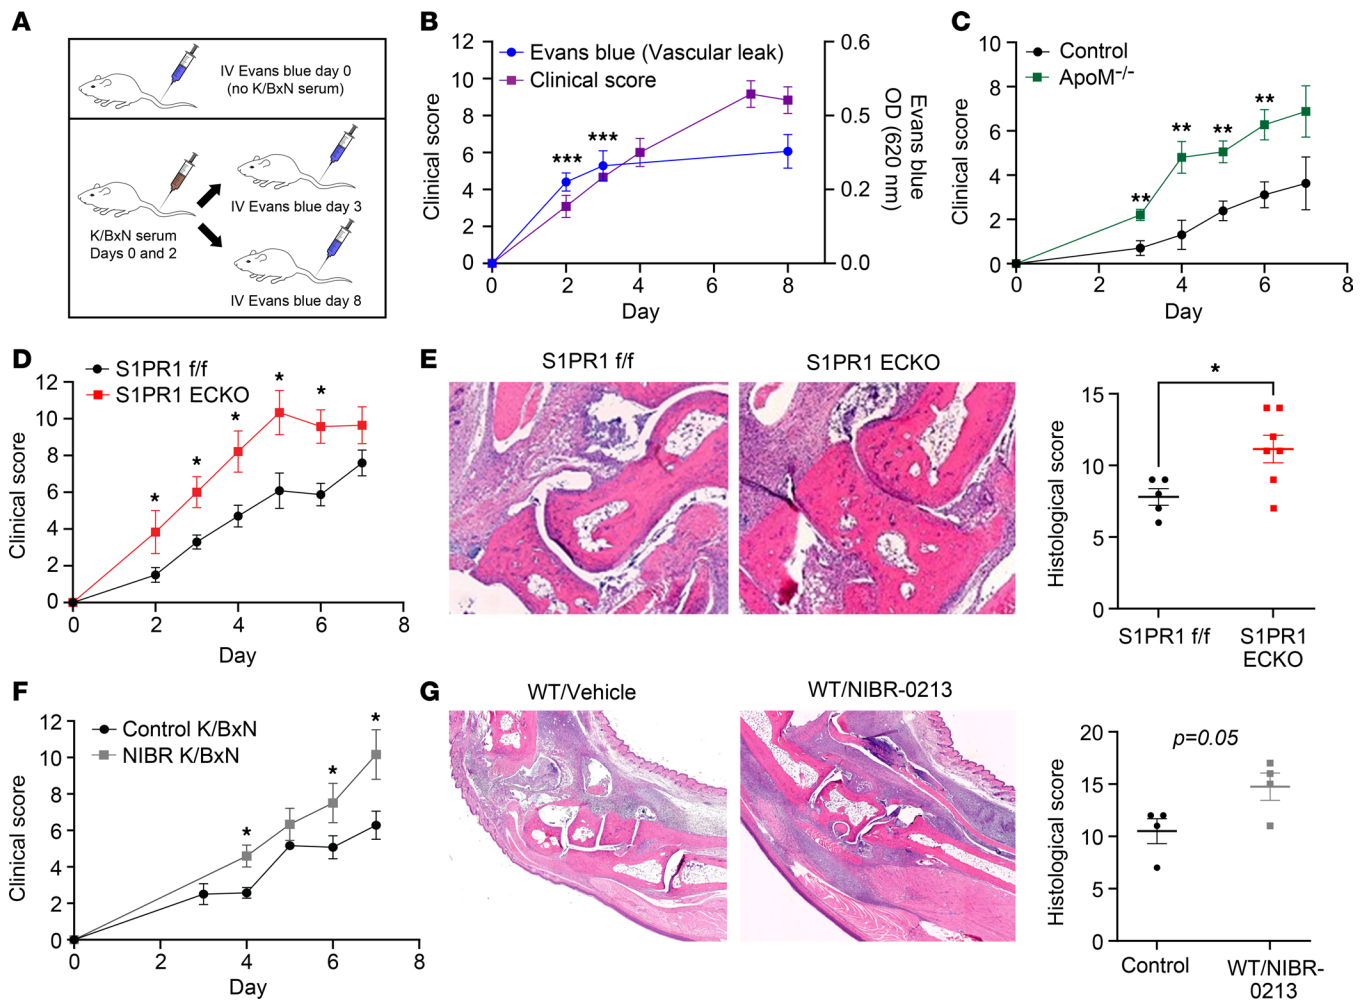 A
IV Evans blue day 0
(no K/BxN serum)
K/BxN serum
Days 0 and 2
IV Evans blue day 3
IV Evans blue day 8
B
Evans blue (Vascular leak)
Clinical score
Clinical score
12
10
8
6
4
2
0
0.6
0.5
0.2
0.0
Evans blue
OD (620 nm)
***
***
0
2
4
6
8
Day
C
Control
ApoM-/-
Clinical score
10
8
6
4
2
0
**
**
**
**
0
2
4
6
8
Day
D
S1PR1 f/f
S1PR1 ECKO
Clinical score
12
10
8
6
4
2
0
*
*
*
*
*
0
2
4
6
8
Day
E
S1PR1 f/f
S1PR1 ECKO
Histological score
15
10
5
0
*
S1PR1 f/f
S1PR1
ECKO
F
Control K/BxN
NIBR K/BxN
Clinical score
12
10
8
6
4
2
0
*
*
*
0
2
4
6
8
Day
G
WT/Vehicle
WT/NIBR-0213
Histological score
20
15
10
5
0
p=0.05
Control
WT/NIBR-
0213